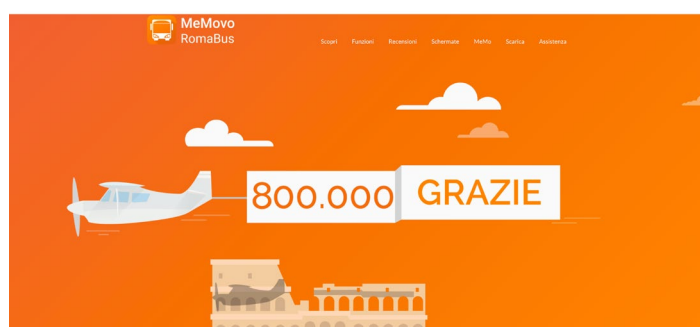 MeMovo
RomaBus
Scopri Funzioni Recensioni Schermate MeMo Scarica Assistenza
800.000 GRAZIE